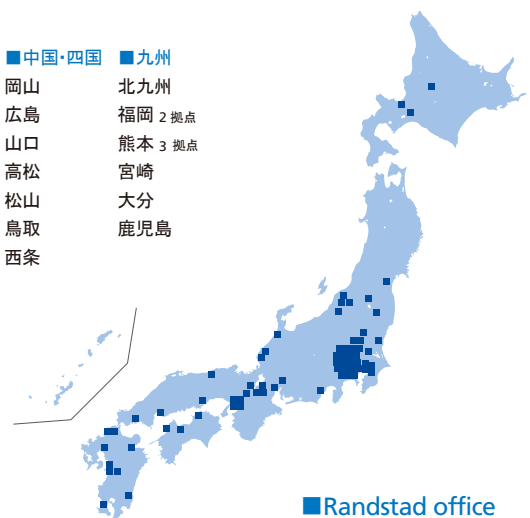 ■中国・四国
岡山
広島
山口
高松
松山
鳥取
西条
■九州
北九州
福岡 2 拠点
熊本 3 拠点
宮崎
大分
鹿児島
■Randstad office